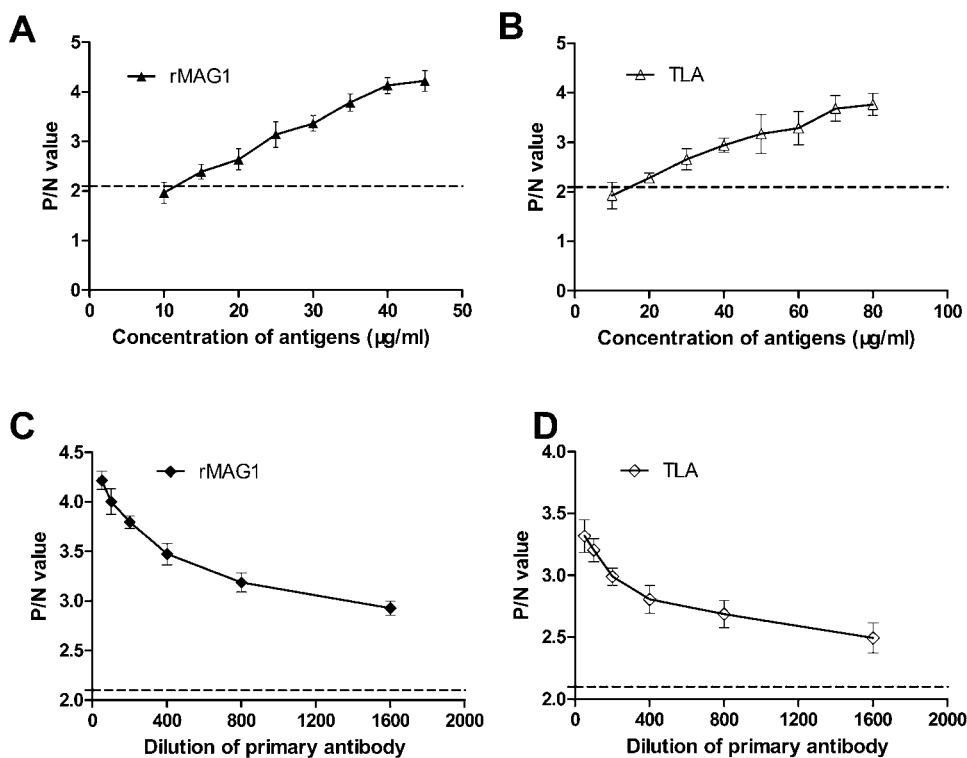 A
rMAG1
P/N value
5
4
3
2
1
0
0 10 20 30 40 50
Concentration of antigens (µg/ml)
B
TLA
P/N value
5
4
3
2
1
0
0 20 40 60 80 100
Concentration of antigens (µg/ml)
C
rMAG1
P/N value
4.5
4.0
3.5
3.0
2.5
2.0
0 400 800 1200 1600 2000
Dilution of primary antibody
D
TLA
P/N value
4.0
3.5
3.0
2.5
2.0
0 400 800 1200 1600 2000
Dilution of primary antibody